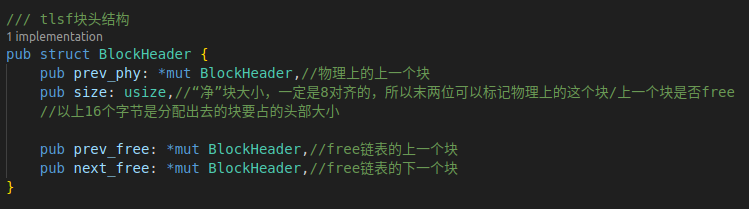 /// tlsf块头结构
1 implementation
pub struct BlockHeader {
pub prev_phy: *mut BlockHeader,//物理上的上一个块
pub size: usize,//“净”块大小，一定是8对齐的，所以末两位可以标记物理上的这个块/上一个块是否free
//以上16个字节是分配出去的块要占的头部大小
pub prev_free: *mut BlockHeader,//free链表的上一个块
pub next_free: *mut BlockHeader,//free链表的下一个块
}